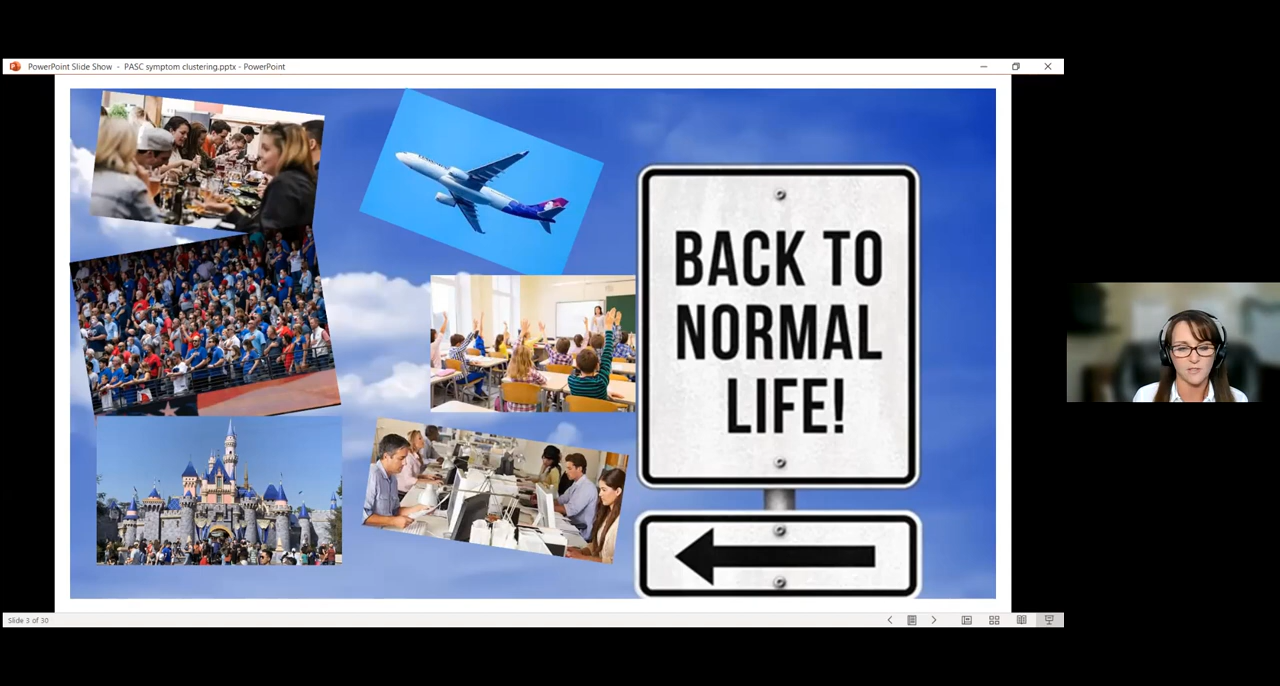 PowerPoint Slide Show - PASC symptom clustering.pptx - PowerPoint
BACK TO
NORMAL
LIFE!
Slide 3 of 30